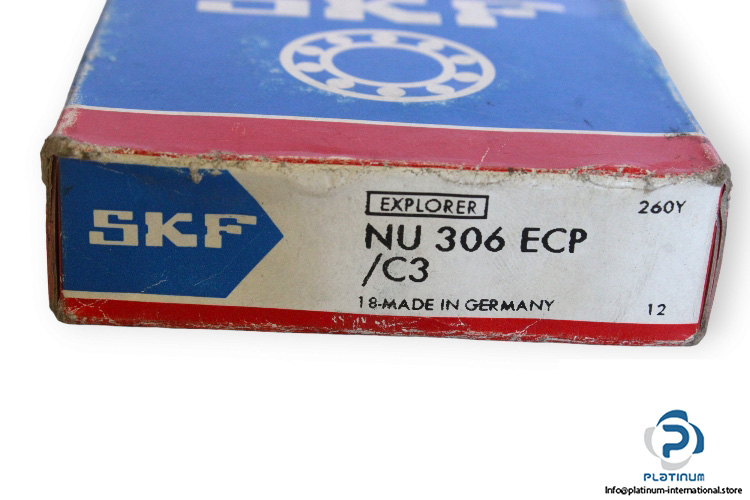 SKF
SKF
EXPLORER
260Y
NU 306 ECP
/C3
18-MADE IN GERMANY
12
PLATINUM
Info@platinum-international.store